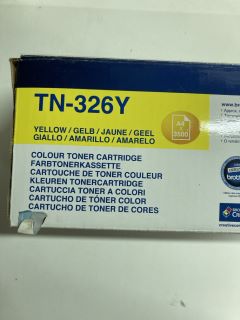 TN-326Y
A4
3500
YELLOW / GELB / JAUNE / GEEL
GIALLO / AMARILLO / AMARELO
COLOUR TONER CARTRIDGE
FARBTONERKASSETTE
CARTOUCHE DE TONER COULEUR
KLEUREN TONERCARTRIDGE
CARTUCCIA TONER A COLORI
CARTUCHO DE TÓNER COLOR
CARTUCHO DE TONER DE CORES